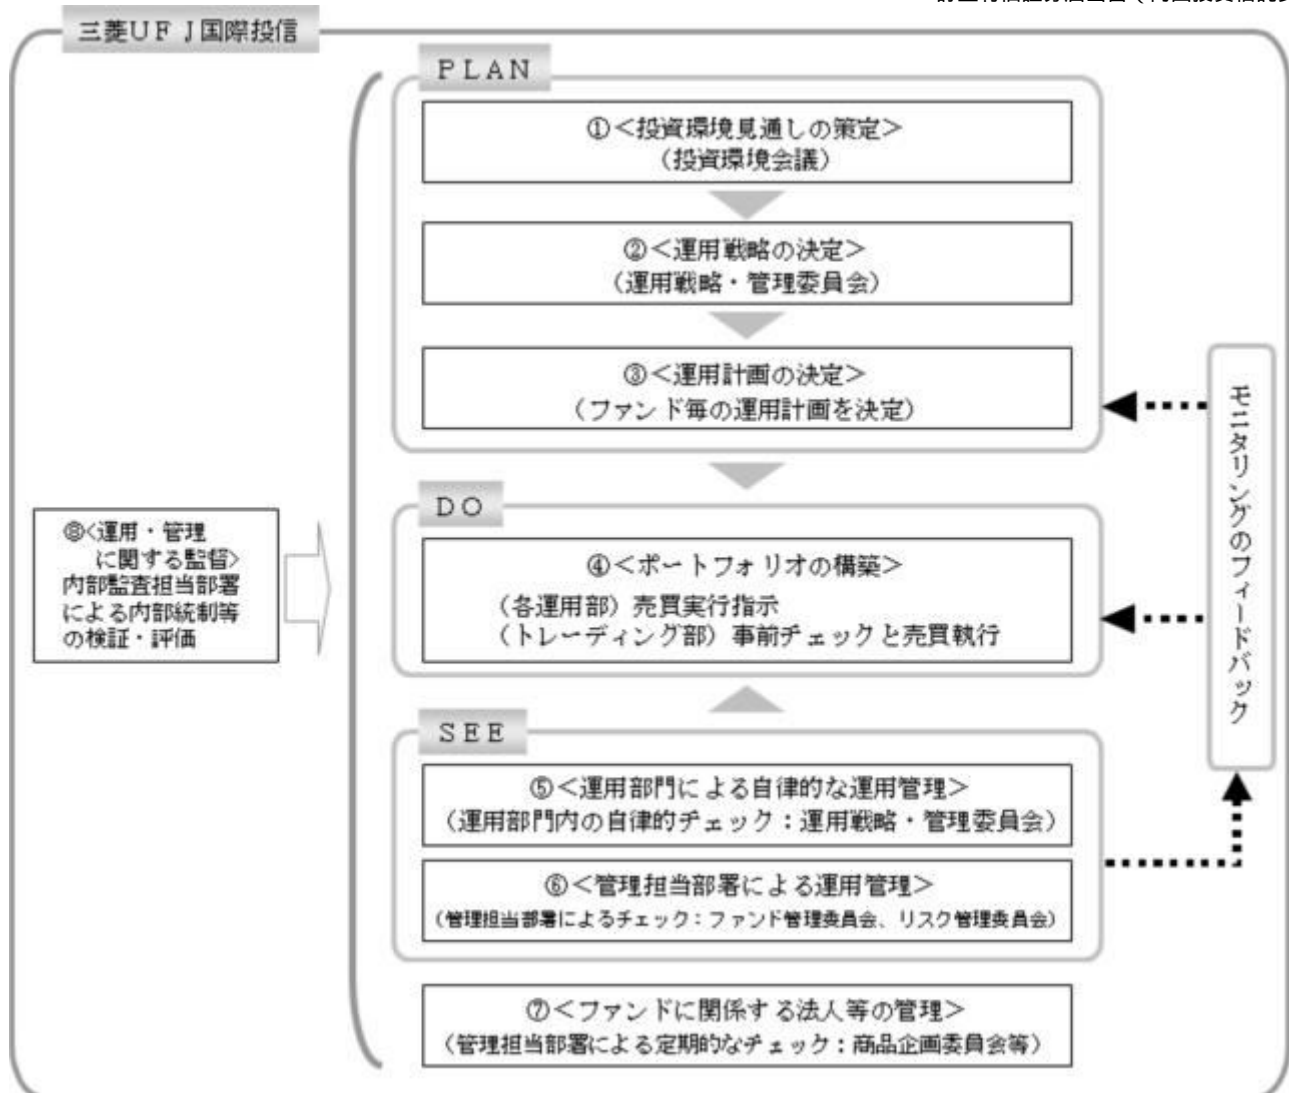 三菱ＵＦＪ国際投信
ＰＬＡＮ
①＜投資環境見通しの策定＞
（投資環境会議）
②＜運用戦略の決定＞
（運用戦略・管理委員会）
③＜運用計画の決定＞
（ファンド毎の運用計画を決定）
ＤＯ
④＜ポートフォリオの構築＞
（各運用部）売買実行指示
（トレーディング部）事前チェックと売買執行
ＳＥＥ
⑤＜運用部門による自律的な運用管理＞
（運用部門内の自律的チェック：運用戦略・管理委員会）
⑥＜管理担当部署による運用管理＞
（管理担当部署によるチェック：ファンド管理委員会、リスク管理委員会）
⑦＜ファンドに関係する法人等の管理＞
（管理担当部署による定期的なチェック：商品企画委員会等）
⑧＜運用・管理
に関する監督＞
内部監査担当部署
による内部統制等
の検証・評価
モニタリングのフィードバック